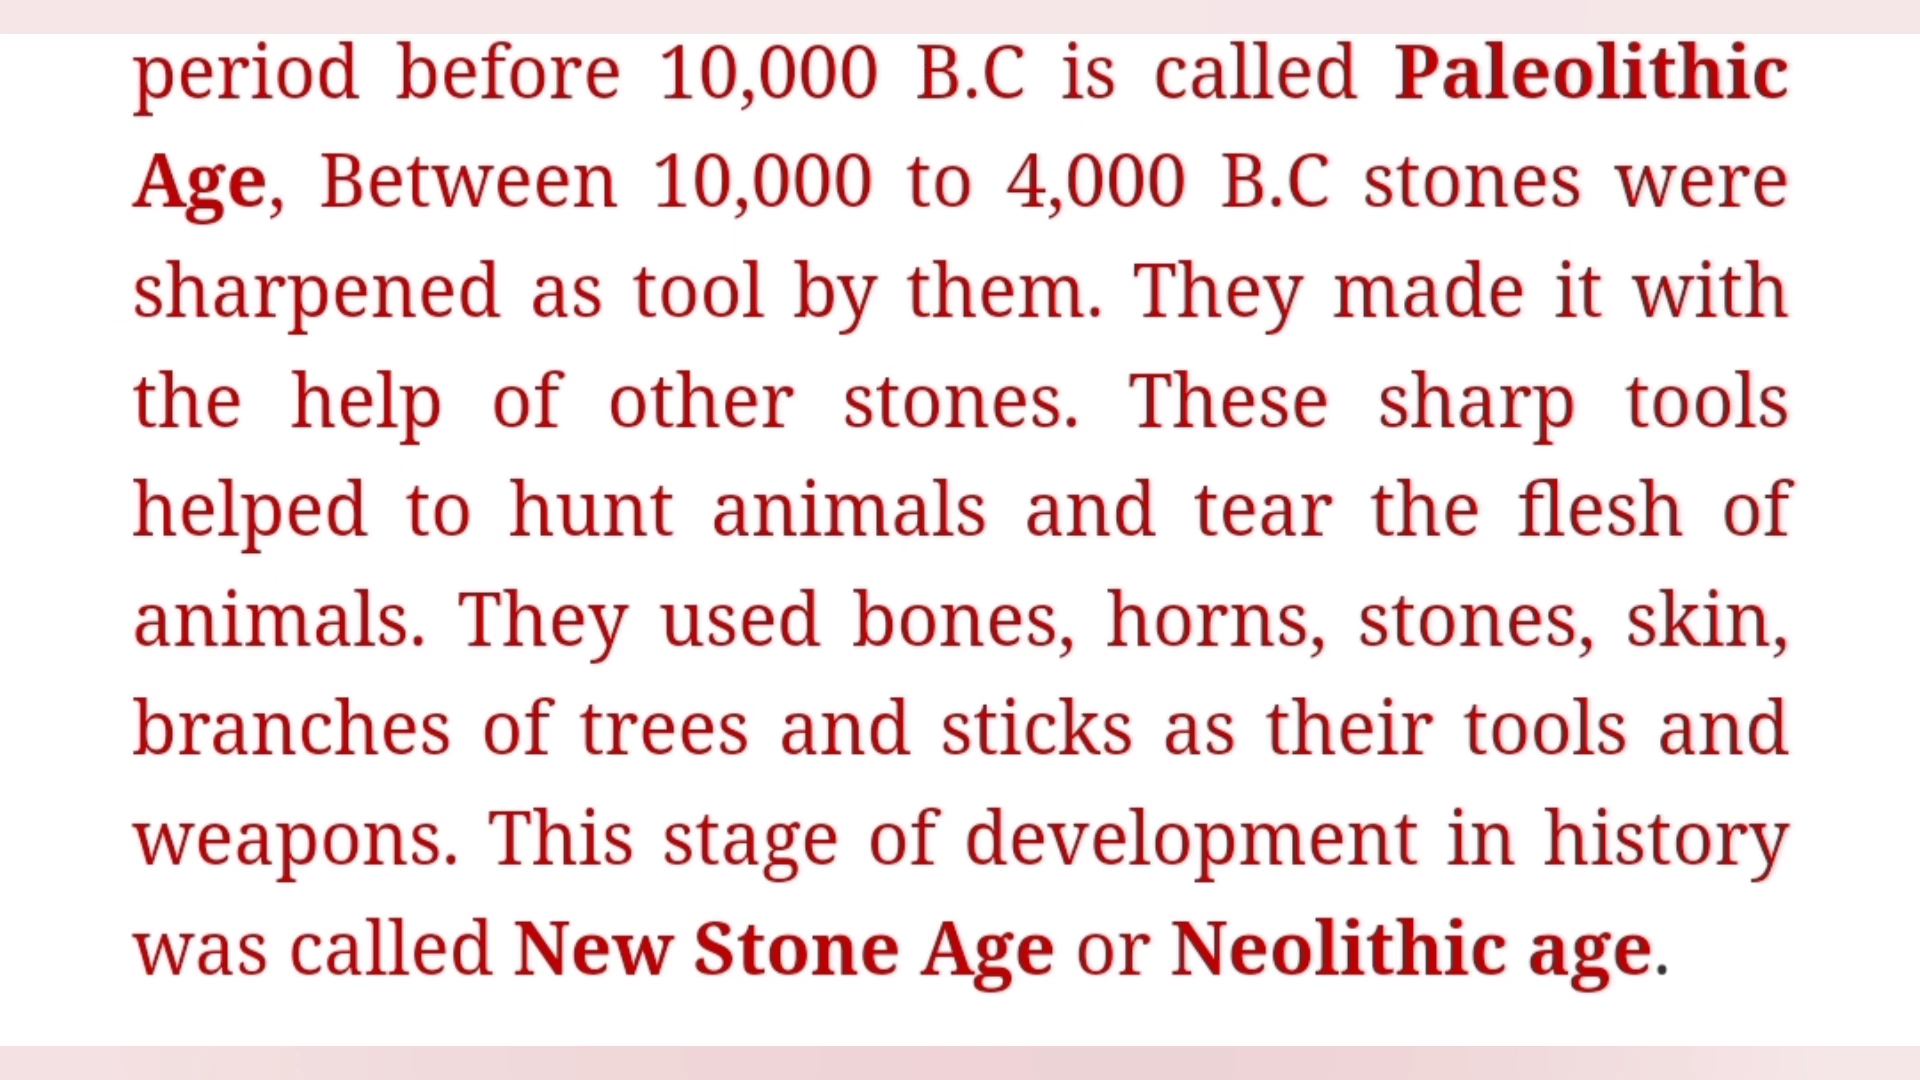 period before 10,000 B.C is called Paleolithic
Age, Between 10,000 to 4,000 B.C stones were
sharpened as tool by them. They made it with
the help of other stones. These sharp tools
helped to hunt animals and tear the flesh of
animals. They used bones, horns, stones, skin,
branches of trees and sticks as their tools and
weapons. This stage of development in history
was called New Stone Age or Neolithic age.